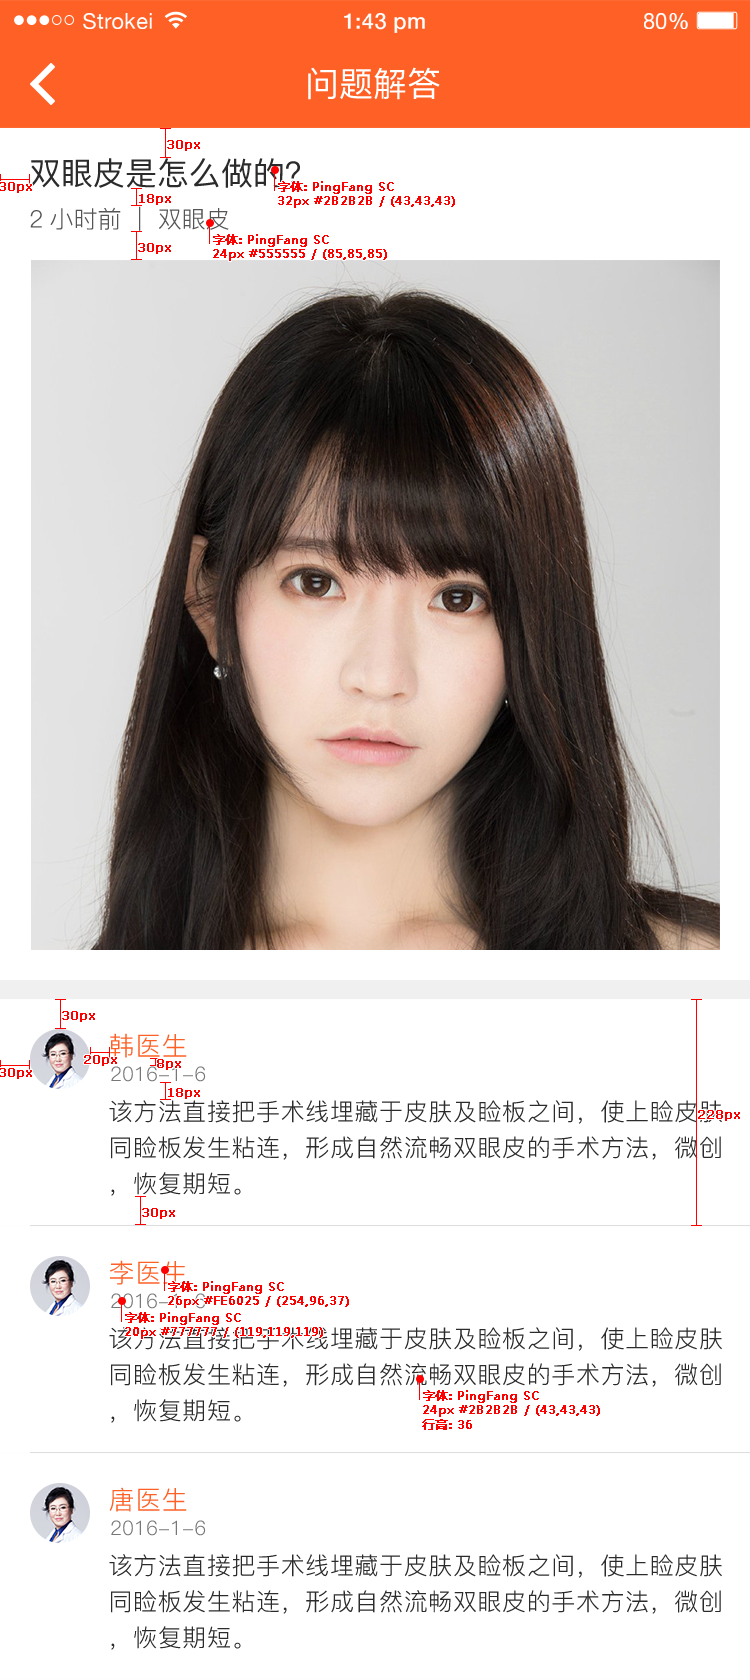 Strokei 1:43 pm 80%
问题解答
30px
双眼皮是怎么做的?
30px
字体: PingFang SC
32px #2B2B2B / (43,43,43)
18px
2 小时前 | 双眼皮
字体: PingFang SC
24px #555555 / (85,85,85)
30px
30px
韩医生
20px
8px
30px
2016-1-6
18px
该方法直接把手术线埋藏于皮肤及睑板之间，使上睑皮肤
228px
同睑板发生粘连，形成自然流畅双眼皮的手术方法，微创
，恢复期短。
30px
李医生
字体: PingFang SC
26px #FE6025 / (254,96,37)
2016-1-6
字体: PingFang SC
20px #777777 / (119,119,119)
该方法直接把手术线埋藏于皮肤及睑板之间，使上睑皮肤
同睑板发生粘连，形成自然流畅双眼皮的手术方法，微创
字体: PingFang SC
24px #2B2B2B / (43,43,43)
行高: 36
，恢复期短。
唐医生
2016-1-6
该方法直接把手术线埋藏于皮肤及睑板之间，使上睑皮肤
同睑板发生粘连，形成自然流畅双眼皮的手术方法，微创
，恢复期短。